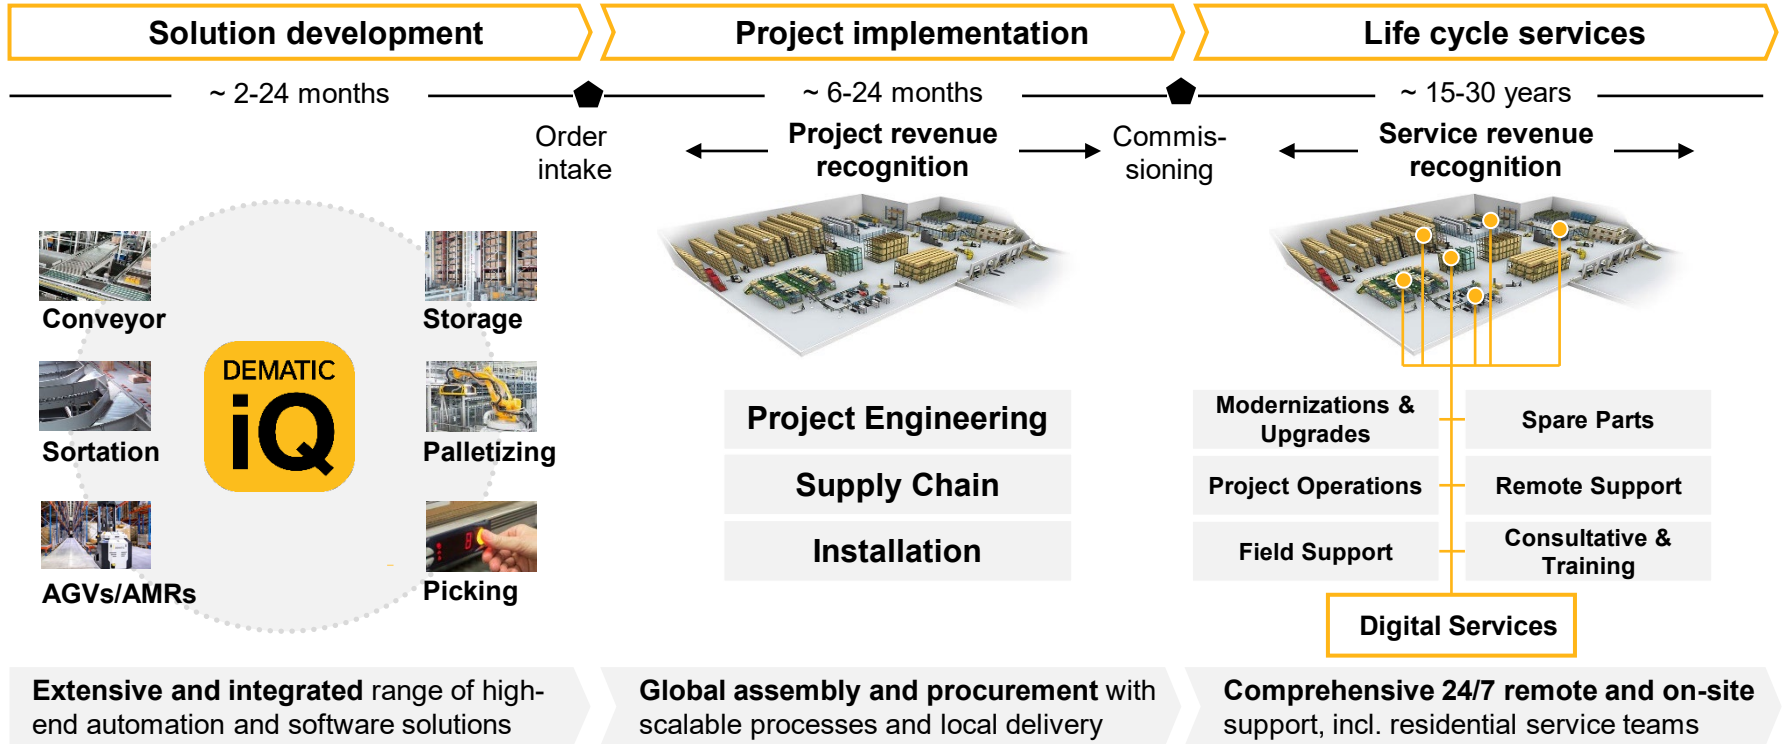 Solution development
Project implementation
Life cycle services
~ 2-24 months
~ 6-24 months
~ 15-30 years
Order
intake
Project revenue
recognition
Commis-
sioning
Service revenue
recognition
Conveyor
Storage
DEMATIC
iQ
Sortation
Palletizing
AGVs/AMRs
Picking
Project Engineering
Supply Chain
Installation
Modernizations &
Upgrades
Spare Parts
Project Operations
Remote Support
Field Support
Consultative &
Training
Digital Services
Extensive and integrated range of high-
end automation and software solutions
Global assembly and procurement with
scalable processes and local delivery
Comprehensive 24/7 remote and on-site
support, incl. residential service teams